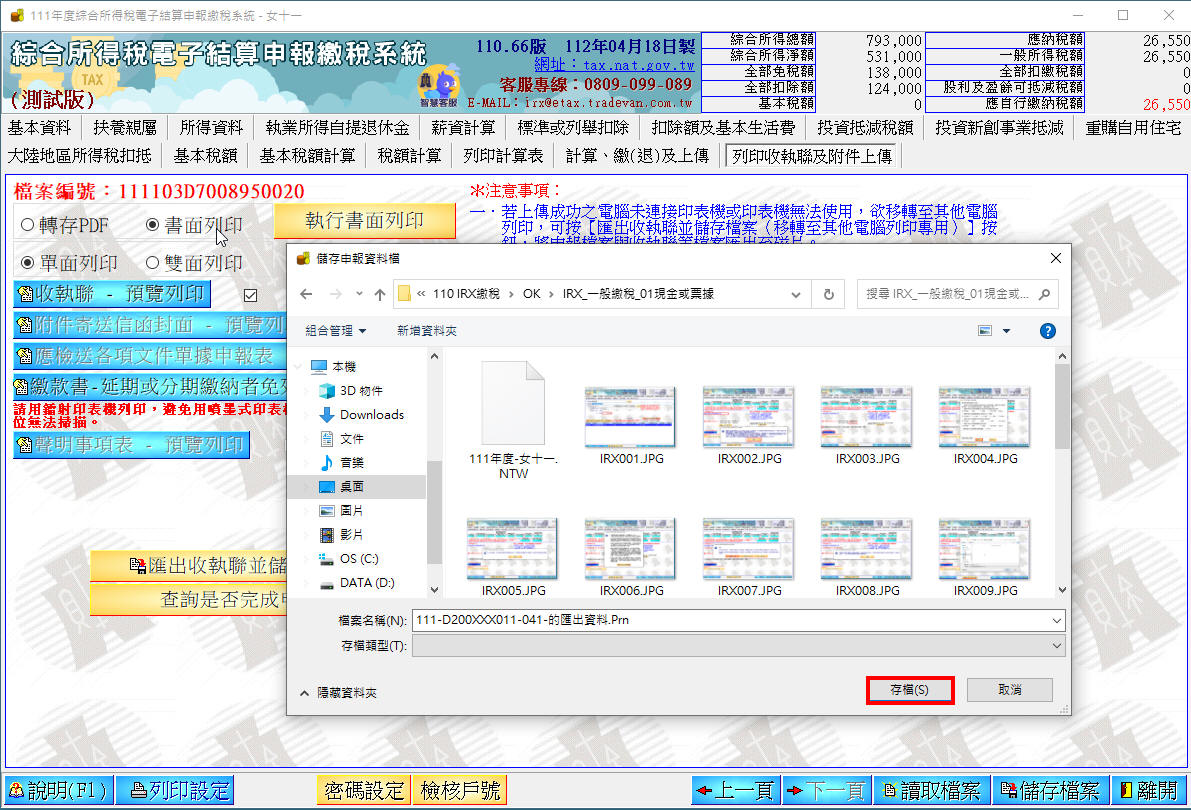 111年度綜合所得稅電子結算申報繳稅系統 - 女十一
綜合所得稅電子結算申報繳稅系統
TAX
(測試版)
110.66版 112年04月18日製
網址：tax.nat.gov.tw
客服專線：0809-099-089
E-MAIL：irx@etax.tradevan.com.tw
智慧客服
綜合所得總額 793,000 應納稅額 26,550
綜合所得淨額 531,000 一般所得稅額 26,550
全部免稅額 138,000 全部扣繳稅額 0
全部扣除額 124,000 股利及盈餘可抵減稅額 0
基本稅額 0 應自行繳納稅額 26,550
基本資料 扶養親屬 所得資料 執業所得自提退休金 薪資計算 標準或列舉扣除 扣除額及基本生活費 投資抵減稅額 投資新創事業抵減 重購自用住宅
大陸地區所得稅扣抵 基本稅額 基本稅額計算 稅額計算 列印計算表 計算、繳(退)及上傳 列印收執聯及附件上傳
檔案編號：111103D7008950020
轉存PDF 書面列印
執行書面列印
單面列印 雙面列印
收執聯 - 預覽列印
附件寄送信函封面 - 預覽列
應檢送各項文件單據申報表
繳款書-延期或分期繳納者免
請用鐳射印表機列印，避免用噴墨式印表
位無法掃描。
聲明事項表 - 預覽列印
匯出收執聯並儲
查詢是否完成
＊注意事項：
一．若上傳成功之電腦未連接印表機或印表機無法使用，欲移轉至其他電腦
列印，可按［匯出收執聯並儲存檔案（移轉至其他電腦列印專用）］按
儲存申報資料檔
« 110 IRX繳稅 › OK › IRX_一般繳稅_01現金或票據
搜尋 IRX_一般繳稅_01現金或...
組合管理 新增資料夾
本機
3D 物件
Downloads
文件
音樂
桌面
圖片
影片
OS (C:)
DATA (D:)
111年度-女十一.
NTW
IRX001.JPG
IRX002.JPG
IRX003.JPG
IRX004.JPG
IRX005.JPG
IRX006.JPG
IRX007.JPG
IRX008.JPG
IRX009.JPG
檔案名稱(N): 111-D200XXX011-041-的匯出資料.Prn
存檔類型(T):
隱藏資料夾
存檔(S) 取消
說明(F1) 列印設定 密碼設定 檢核戶號 上一頁 下一頁 讀取檔案 儲存檔案 離開